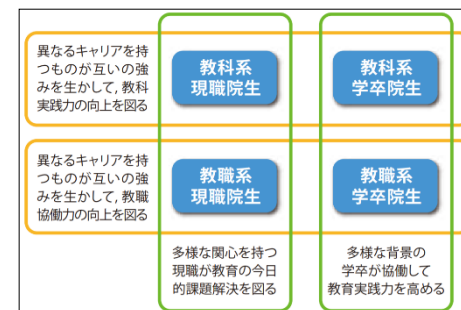 異なるキャリアを持
つものが互いの強
みを生かして, 教科
実践力の向上を図る
教科系
現職院生
教科系
学卒院生
異なるキャリアを持
つものが互いの強
みを生かして, 教職
協働力の向上を図る
教職系
現職院生
教職系
学卒院生
多様な関心を持つ
現職が教育の今日
的課題解決を図る
多様な背景の
学卒が協働して
教育実践力を高める